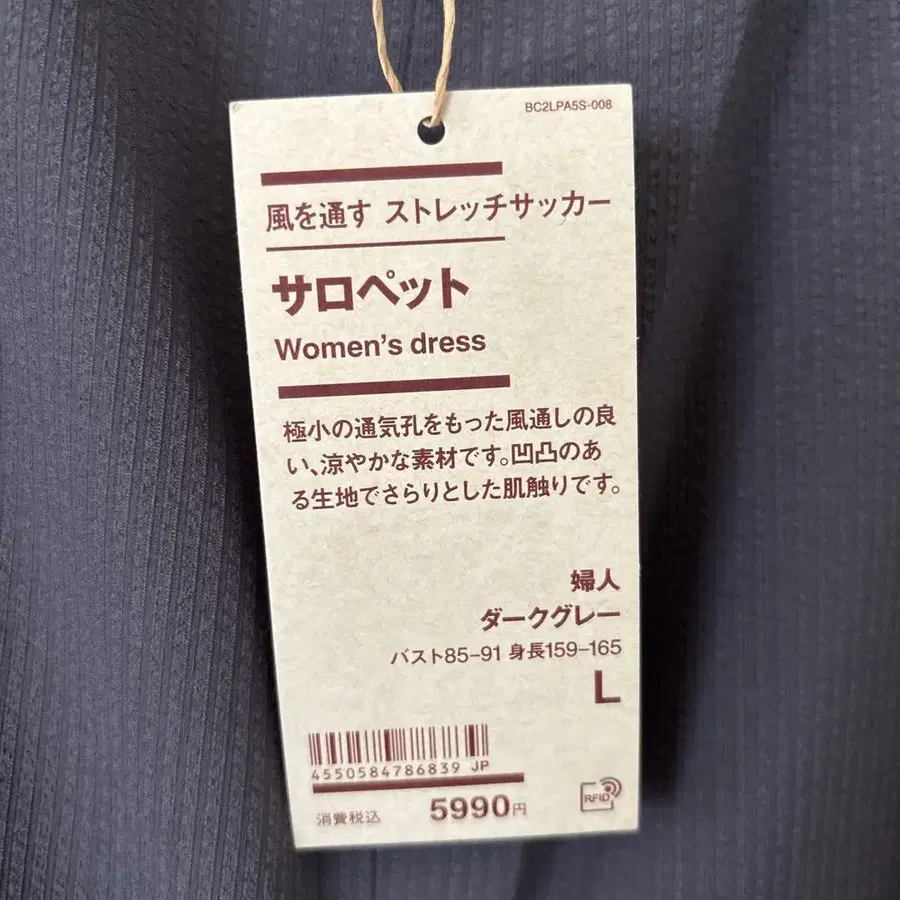 BC2LPA5S-008
風を通す ストレッチサッカー
サロペット
Women's dress
極小の通気孔をもった風通しの良
い、涼やかな素材です。凹凸のあ
る生地でさらりとした肌触りです。
婦人
ダークグレー
バスト85-91 身長159-165
L
4550584786839 JP
消費税込 5990円
RFID